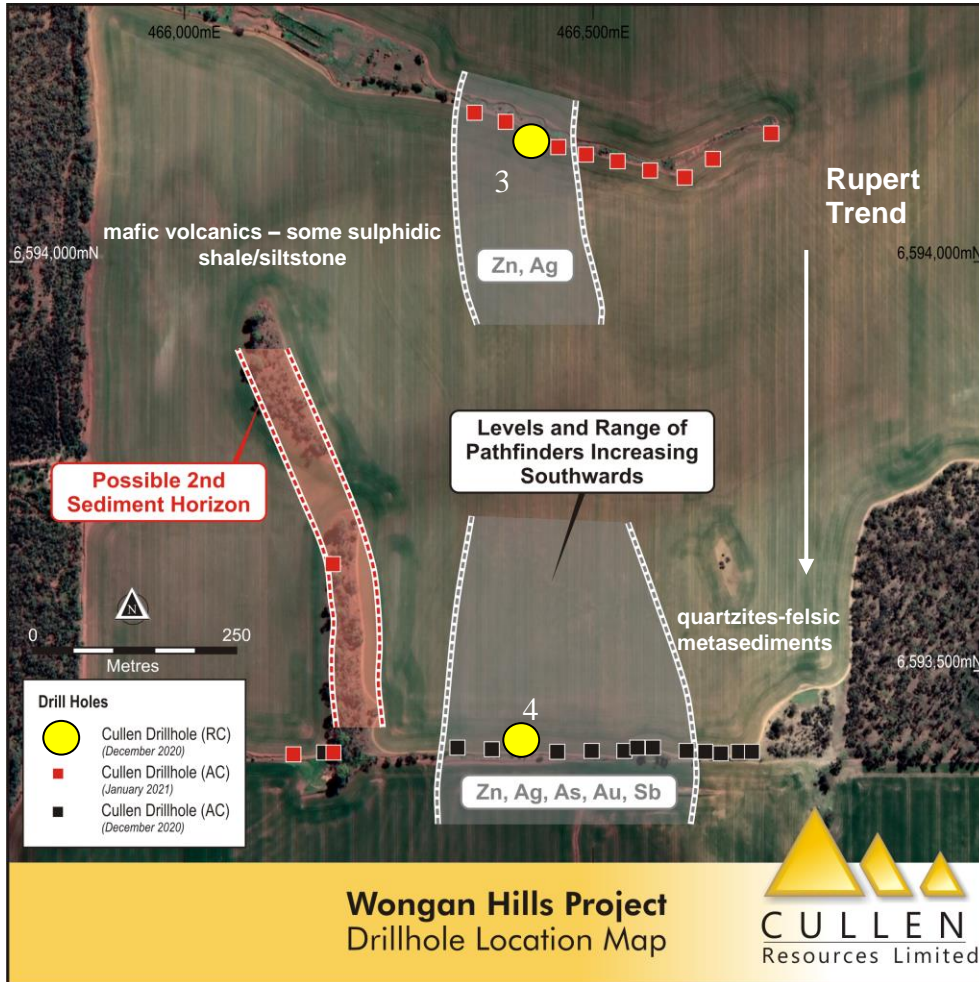 466,000mE
466,500mE
3
Rupert
Trend
mafic volcanics – some sulphidic
shale/siltstone
6,594,000mN
6,594,000mN
Zn, Ag
Levels and Range of
Pathfinders Increasing
Southwards
Possible 2nd
Sediment Horizon
N
0
250
Metres
quartzites-felsic
metasediments
6,593,500mN
Drill Holes
Cullen Drillhole (RC)
(December 2020)
Cullen Drillhole (AC)
(January 2021)
Cullen Drillhole (AC)
(December 2020)
4
Zn, Ag, As, Au, Sb
Wongan Hills Project
Drillhole Location Map
CULLEN
Resources Limited